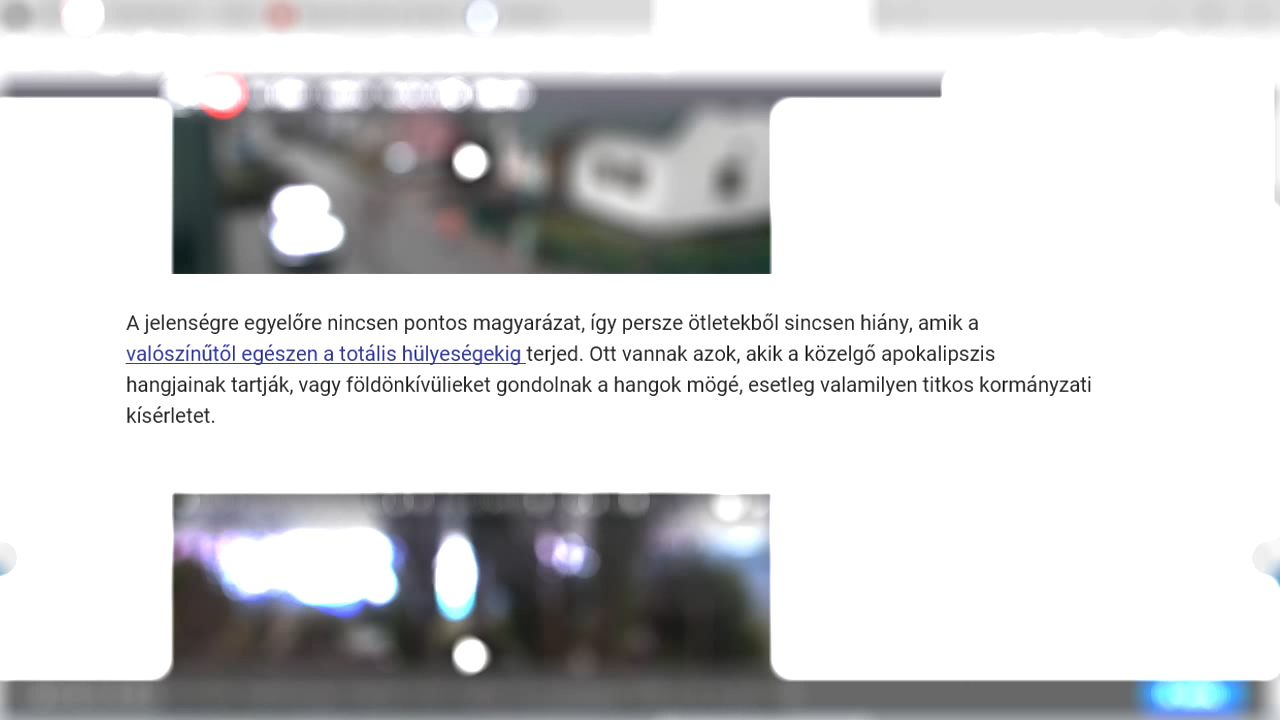 A jelenségre egyelőre nincsen pontos magyarázat, így persze ötletekből sincsen hiány, amik a
valószínűtől egészen a totális hülyeségekig terjed. Ott vannak azok, akik a közelgő apokalipszis
hangjainak tartják, vagy földönkívülieket gondolnak a hangok mögé, esetleg valamilyen titkos kormányzati
kísérletet.